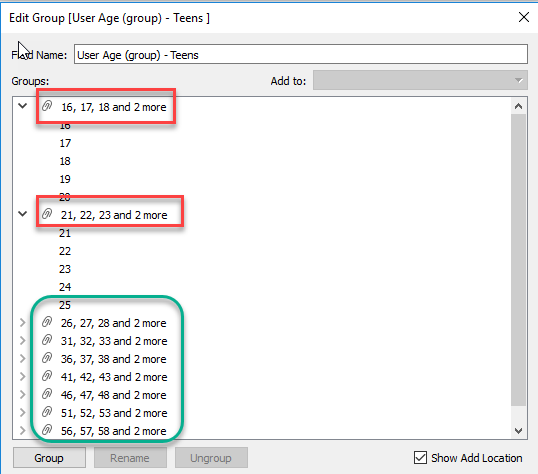 Edit Group [User Age (group) - Teens ]
Field Name: User Age (group) - Teens
Groups: Add to:
16, 17, 18 and 2 more
16
17
18
19
20
21, 22, 23 and 2 more
21
22
23
24
25
26, 27, 28 and 2 more
31, 32, 33 and 2 more
36, 37, 38 and 2 more
41, 42, 43 and 2 more
46, 47, 48 and 2 more
51, 52, 53 and 2 more
56, 57, 58 and 2 more
Group Rename Ungroup Show Add Location